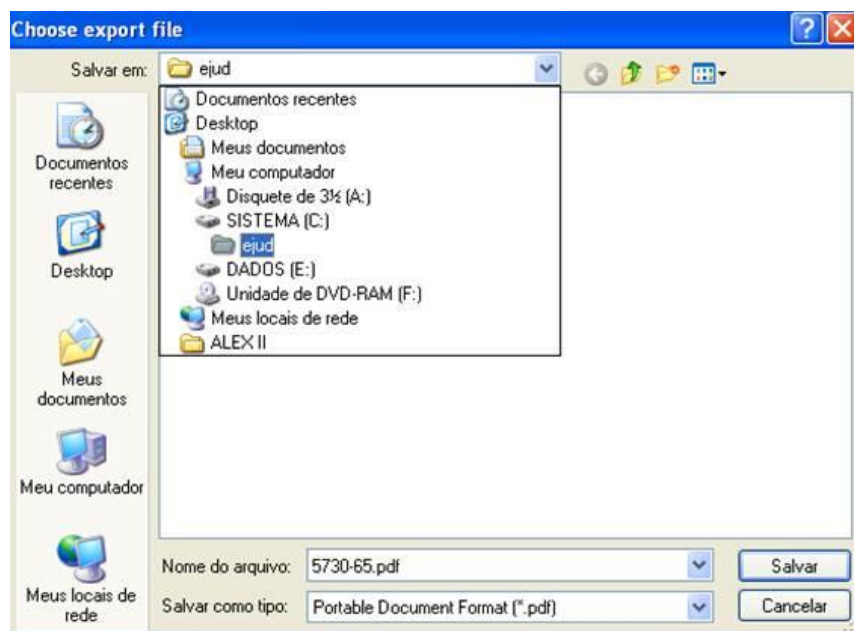 Choose export file
Salvar em:
ejud
Documentos recentes
Desktop
Meus documentos
Meu computador
Disquete de 3½ (A:)
SISTEMA (C:)
ejud
DADOS (E:)
Unidade de DVD-RAM (F:)
Meus locais de rede
ALEX II
Documentos
recentes
Desktop
Meus
documentos
Meu computador
Meus locais de
rede
Nome do arquivo:
5730-65.pdf
Salvar
Salvar como tipo:
Portable Document Format (*.pdf)
Cancelar